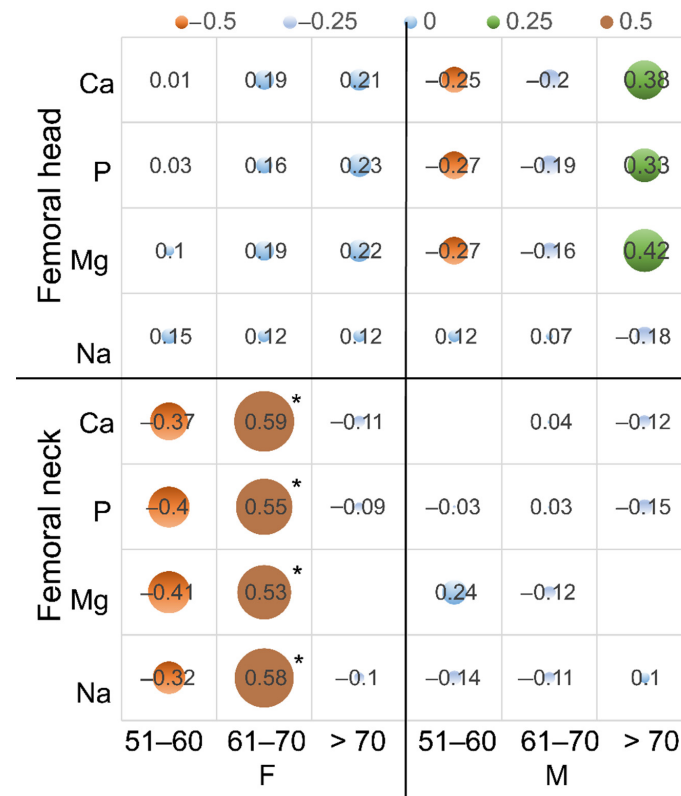 −0.5 −0.25 0 0.25 0.5
Femoral head
Ca 0.01 0.19 0.21 −0.25 −0.2 0.38
P 0.03 0.16 0.23 −0.27 −0.19 0.33
Mg 0.1 0.19 0.22 −0.27 −0.16 0.42
Na 0.15 0.12 0.12 0.12 0.07 −0.18
Femoral neck
Ca −0.37 0.59 * −0.11 0.04 −0.12
P −0.4 0.55 * −0.09 −0.03 0.03 −0.15
Mg −0.41 0.53 * 0.24 −0.12
Na −0.32 0.58 * −0.1 −0.14 −0.11 0.1
51–60 61–70 > 70 51–60 61–70 > 70
F M